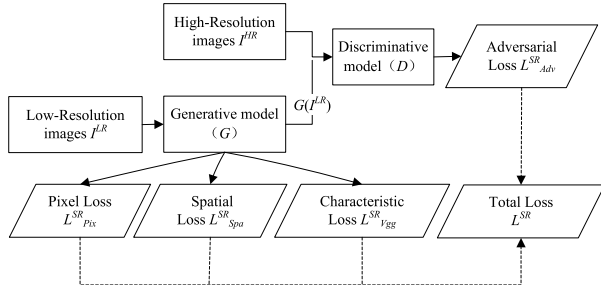 High-Resolution
images I^HR
Discriminative
model（D）
Adversarial
Loss L^SR_Adv
G(I^LR)
Low-Resolution
images I^LR
Generative model
（G）
Pixel Loss
L^SR_Pix
Spatial
Loss L^SR_Spa
Characteristic
Loss L^SR_Vgg
Total Loss
L^SR